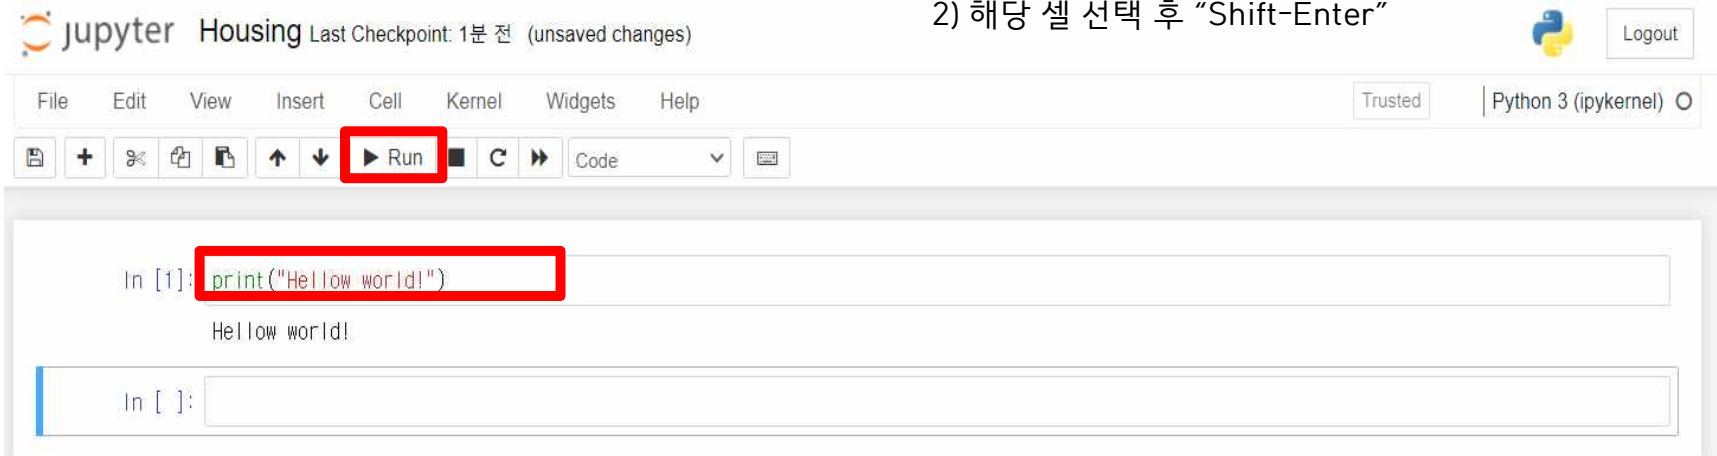 2) 해당 셀 선택 후 “Shift-Enter”
jupyter Housing Last Checkpoint: 1분 전 (unsaved changes)
Logout
File Edit View Insert Cell Kernel Widgets Help
Trusted Python 3 (ipykernel)
Run Code
In [1]: print("Hellow world!")
Hellow world!
In [ ]: